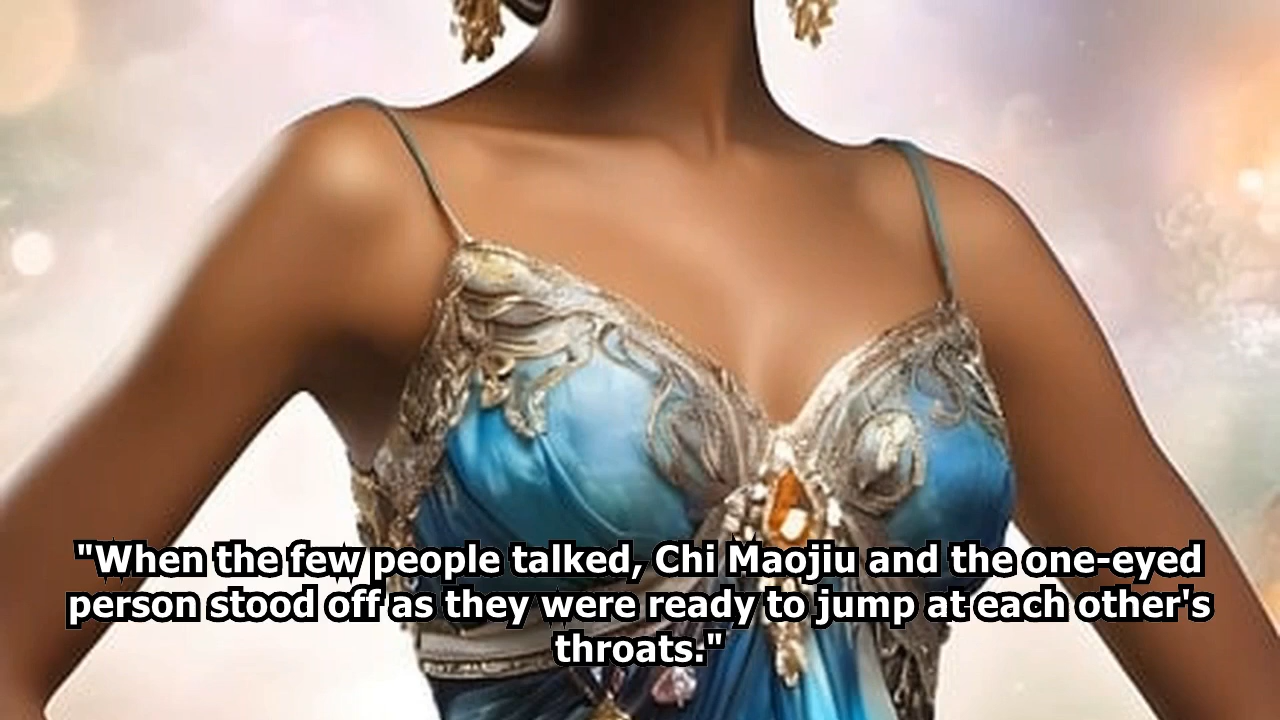 "When the few people talked, Chi Maojiu and the one-eyed
person stood off as they were ready to jump at each other's
throats."